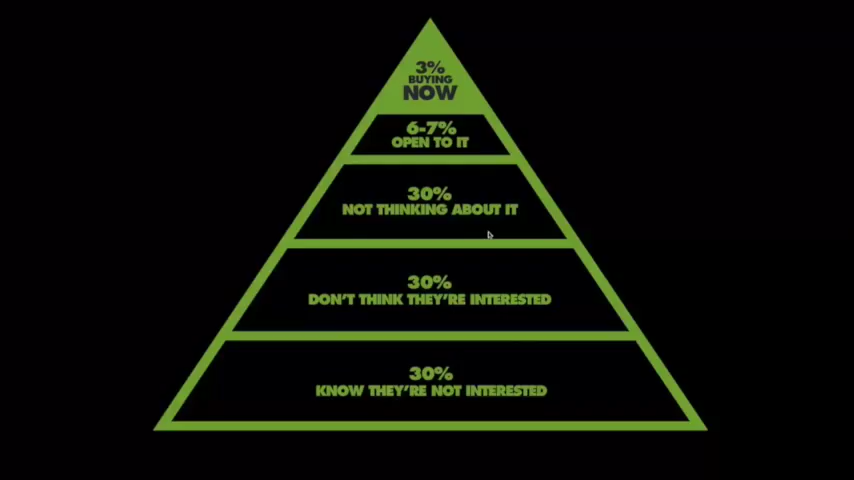 3%
BUYING
NOW
6-7%
OPEN TO IT
30%
NOT THINKING ABOUT IT
30%
DON'T THINK THEY'RE INTERESTED
30%
KNOW THEY'RE NOT INTERESTED